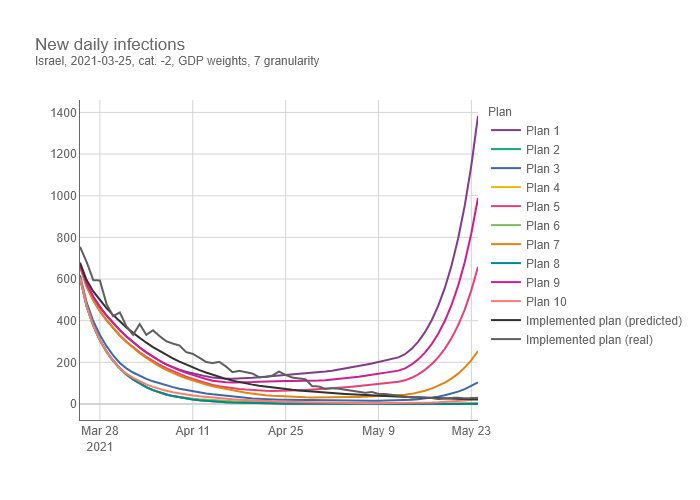 New daily infections
Israel, 2021-03-25, cat. -2, GDP weights, 7 granularity
1400
1200
1000
800
600
400
200
0
Mar 28
2021
Apr 11
Apr 25
May 9
May 23
Plan
Plan 1
Plan 2
Plan 3
Plan 4
Plan 5
Plan 6
Plan 7
Plan 8
Plan 9
Plan 10
Implemented plan (predicted)
Implemented plan (real)